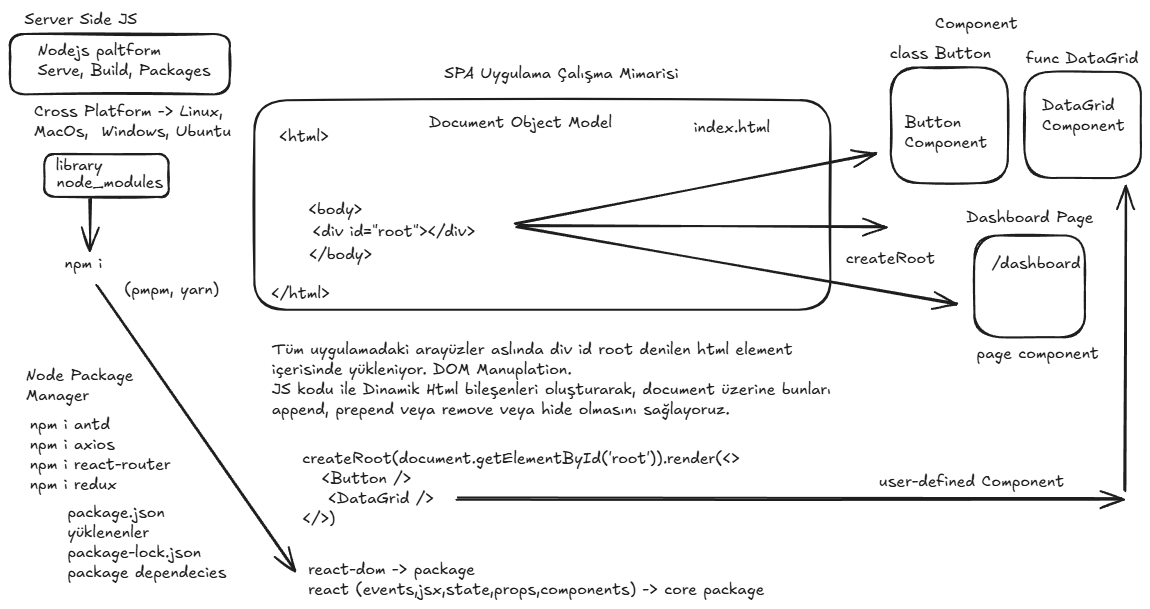 Server Side JS
Nodejs paltform
Serve, Build, Packages
Cross Platform -> Linux,
MacOs,  Windows, Ubuntu
library
node_modules
npm i
(pmpm, yarn)
Node Package
Manager
npm i antd
npm i axios
npm i react-router
npm i redux
package.json
yüklenenler
package-lock.json
package dependecies
SPA Uygulama Çalışma Mimarisi
Document Object Model
index.html
<html>
<body>
<div id="root"></div>
</body>
</html>
Tüm uygulamadaki arayüzler aslında div id root denilen html element
içerisinde yükleniyor. DOM Manuplation.
JS kodu ile Dinamik Html bileşenleri oluşturarak, document üzerine bunları
append, prepend veya remove veya hide olmasını sağlayoruz.
createRoot(document.getElementById('root')).render(<>
<Button />
<DataGrid />
</>)
react-dom -> package
react (events,jsx,state,props,components) -> core package
Component
class Button
func DataGrid
Button
Component
DataGrid
Component
createRoot
Dashboard Page
/dashboard
page component
user-defined Component